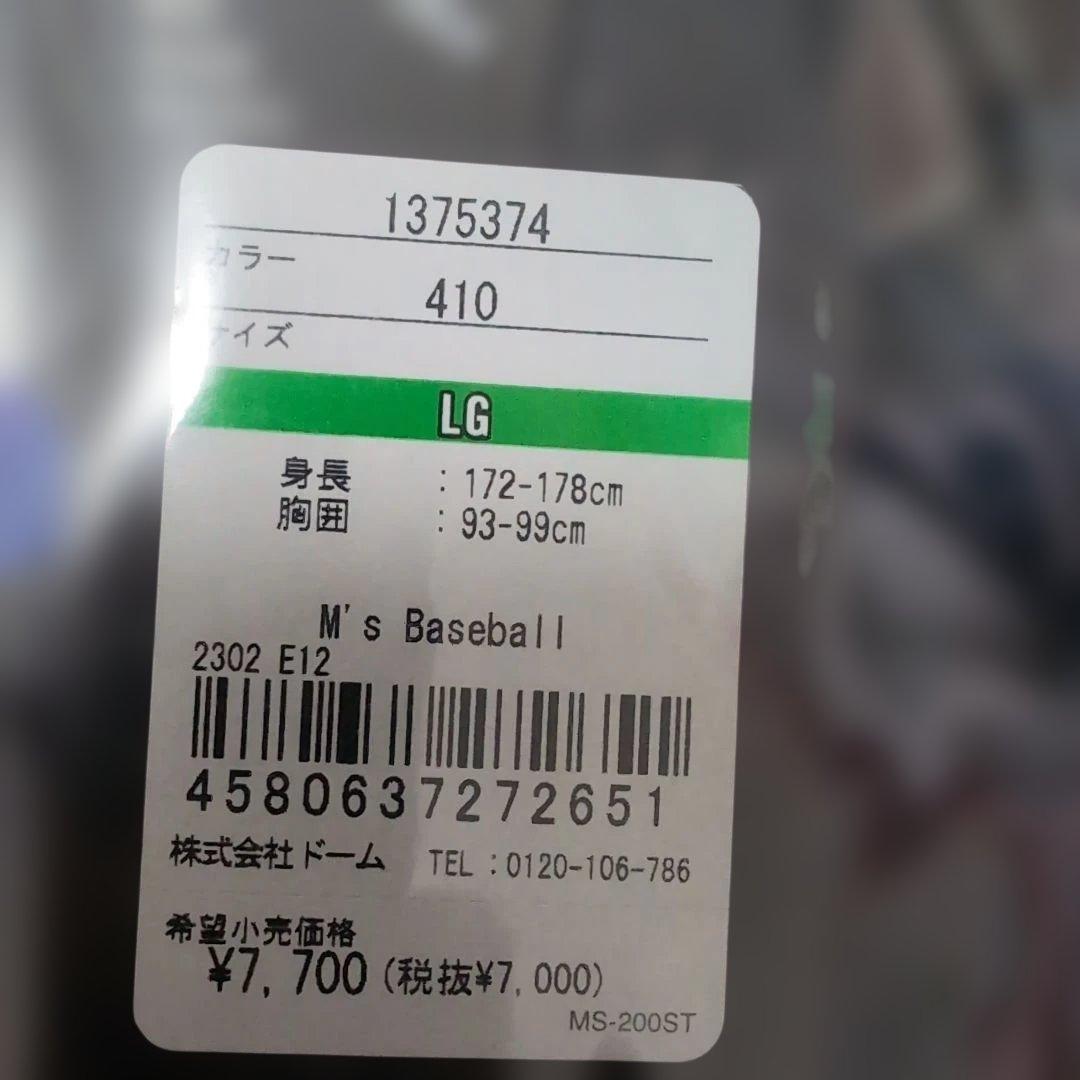 1375374
カラー
410
サイズ
LG
身長 : 172-178cm
胸囲 : 93-99cm
M's Baseball
2302 E12
4580637272651
株式会社ドーム TEL :0120-106-786
希望小売価格
¥7,700 (税抜¥7,000)
MS-200ST